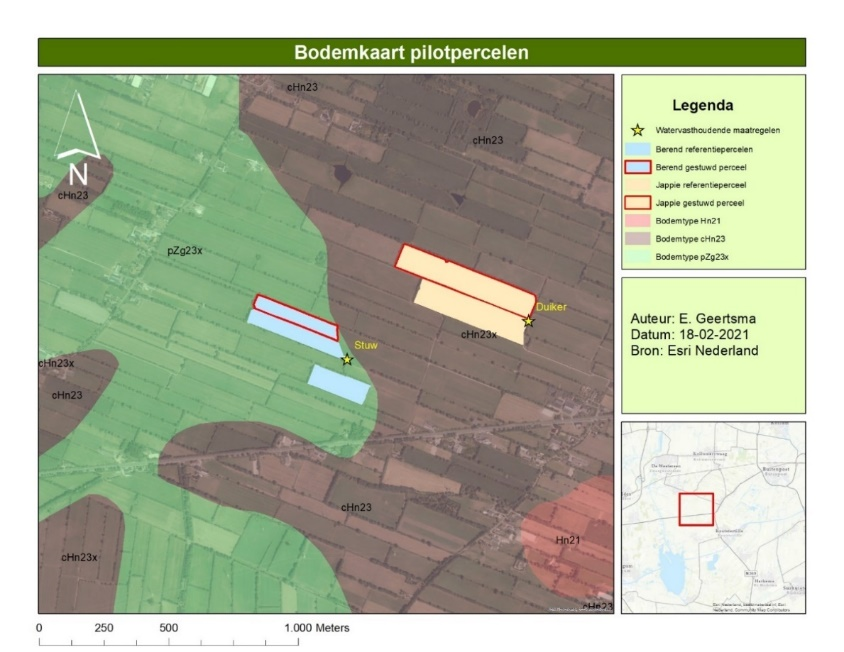 Bodemkaart pilotpercelen
cHn23
cHn23
N
cHn23
pZg23x
Duiker
cHn23x
Stuw
cHn23x
cHn23
cHn23
Hn21
cHn23x
cHn23
Legenda
Watervasthoudende maatregelen
Berend referentiepercelen
Berend gestuwd perceel
Jappie referentieperceel
Jappie gestuwd perceel
Bodemtype Hn21
Bodemtype cHn23
Bodemtype pZg23x
Auteur: E. Geertsma
Datum: 18-02-2021
Bron: Esri Nederland
0 250 500 1.000 Meters